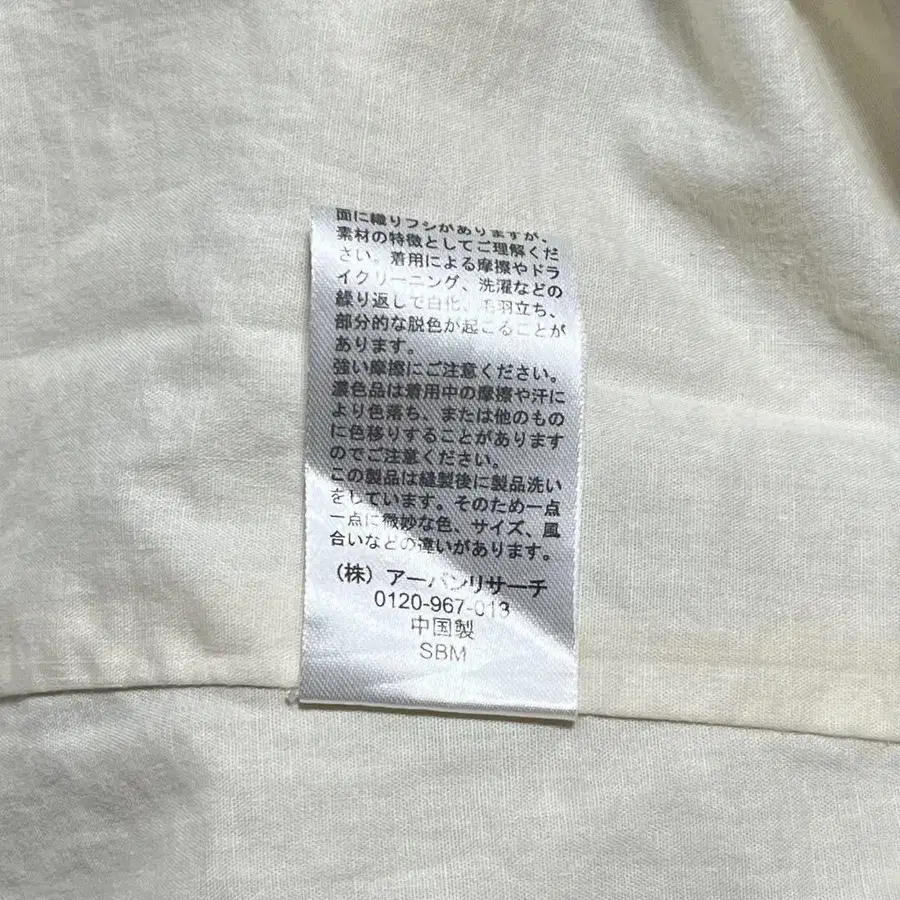 面に織りフシがありますが、
素材の特徴としてご理解くだ
さい。着用による摩擦やドラ
イクリーニング、洗濯などの
繰り返しで白化、毛羽立ち、
部分的な脱色が起こることが
あります。
強い摩擦にご注意ください。
濃色品は着用中の摩擦や汗に
より色落ち、または他のもの
に色移りすることがあります
のでご注意ください。
この製品は縫製後に製品洗い
をしています。そのため一点
一点に微妙な色、サイズ、風
合いなどの違いがあります。
（株）アーバンリサーチ
0120-967-013
中国製
SBM